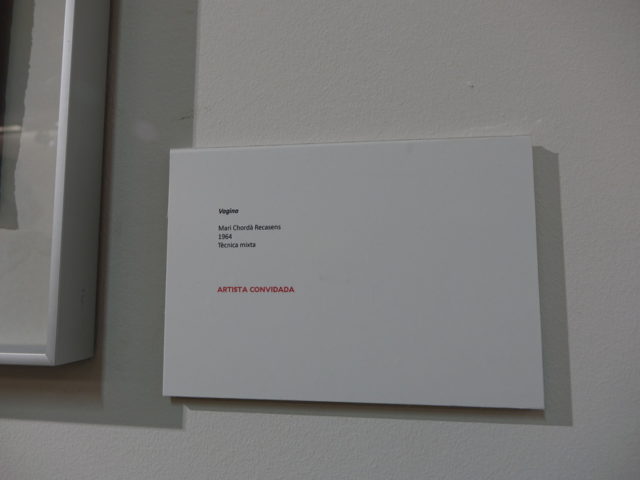 Vagina
Mari Chordà Recasens
1964
Tècnica mixta
ARTISTA CONVIDADA